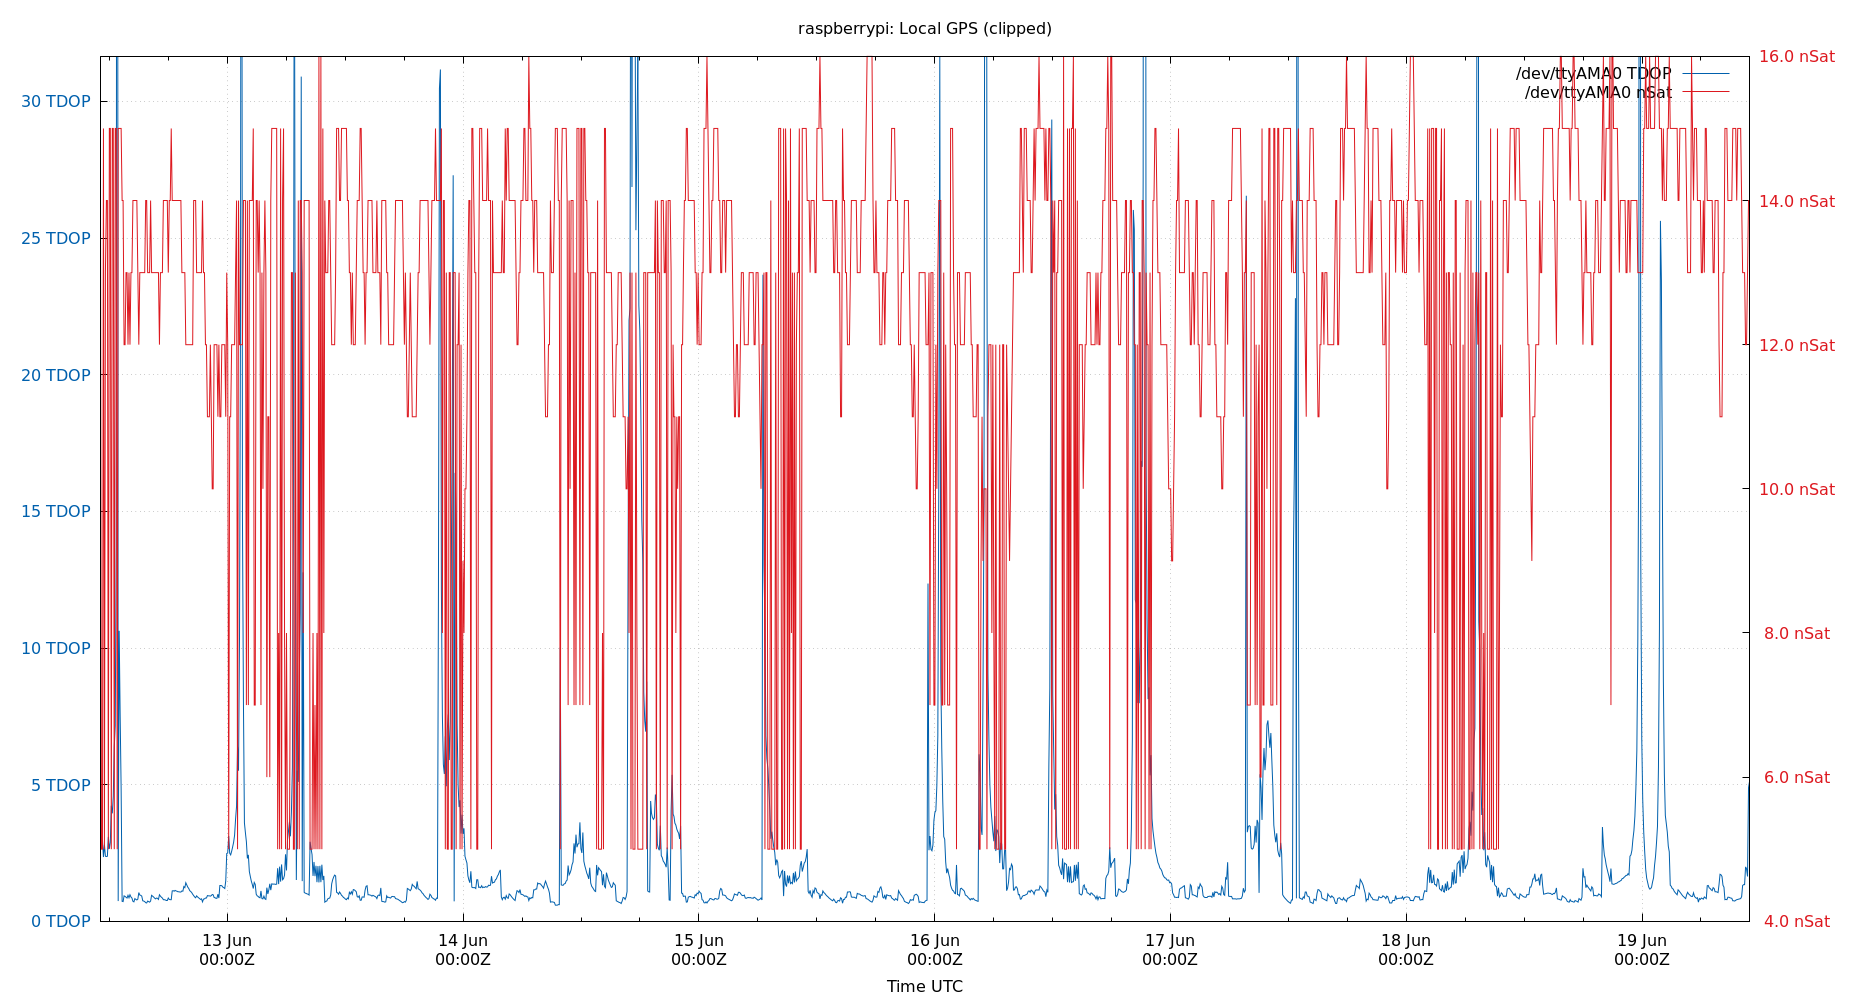 raspberrypi: Local GPS (clipped)
16.0 nSat
/dev/ttyAMA0 TDOP
/dev/ttyAMA0 nSat
30 TDOP
14.0 nSat
25 TDOP
12.0 nSat
20 TDOP
10.0 nSat
15 TDOP
8.0 nSat
10 TDOP
6.0 nSat
5 TDOP
0 TDOP
4.0 nSat
13 Jun 14 Jun 15 Jun 16 Jun 17 Jun 18 Jun 19 Jun
00:00Z 00:00Z 00:00Z 00:00Z 00:00Z 00:00Z 00:00Z
Time UTC